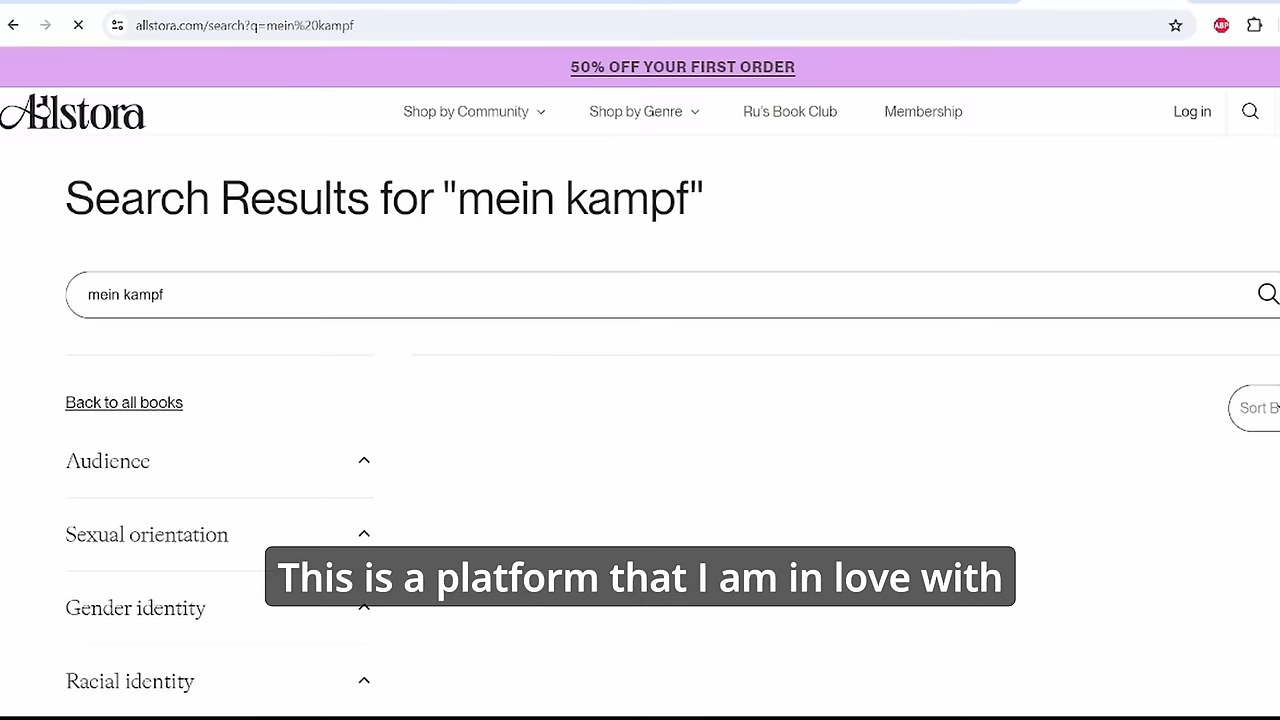 allstora.com/search?q=mein%20kampf
ABP
50% OFF YOUR FIRST ORDER
Allstora
Shop by Community
Shop by Genre
Ru's Book Club
Membership
Log in
Search Results for "mein kampf"
mein kampf
Back to all books
Sort B
Audience
Sexual orientation
This is a platform that I am in love with
Gender identity
Racial identity